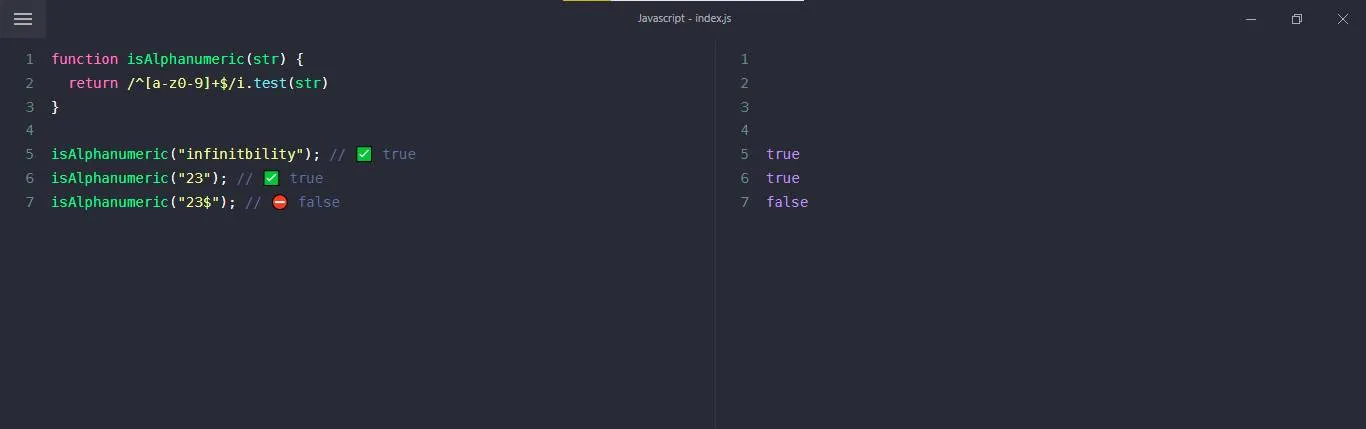 Javascript - index.js
1 function isAlphanumeric(str) {
2   return /^[a-z0-9]+$/i.test(str)
3 }
4
5 isAlphanumeric("infinitbility"); // ✅ true
6 isAlphanumeric("23"); // ✅ true
7 isAlphanumeric("23$"); // ⛔ false
1
2
3
4
5 true
6 true
7 false